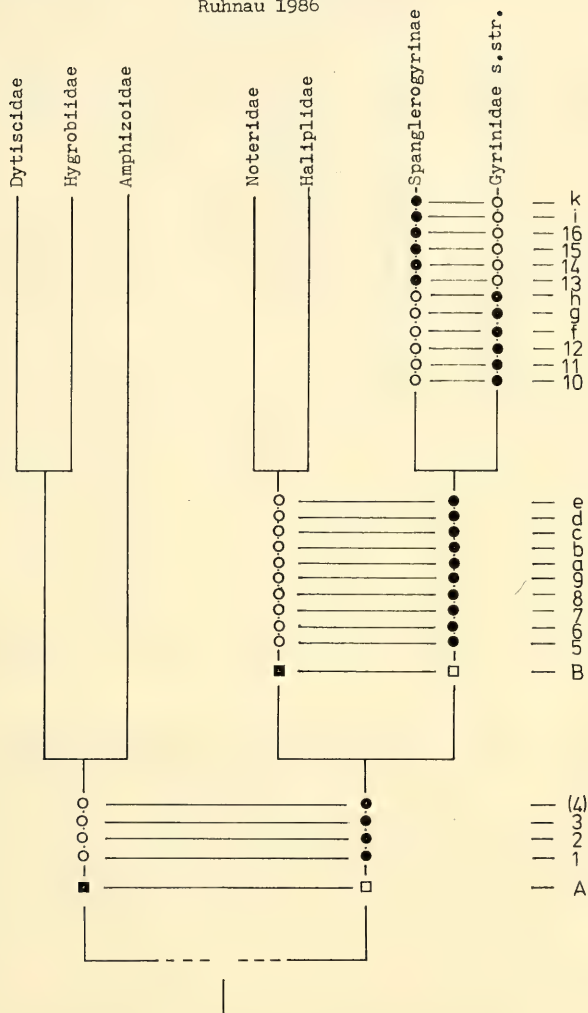 Ruhnau 1986
Dytiscidae
Hygrobiidae
Amphizoidae
Noteridae
Haliplidae
Spanglerogyrinae
Gyrinidae s.str.
k
i
16
15
14
13
h
g
f
12
11
10
e
d
c
b
a
9
8
7
6
5
B
(4)
3
2
1
A